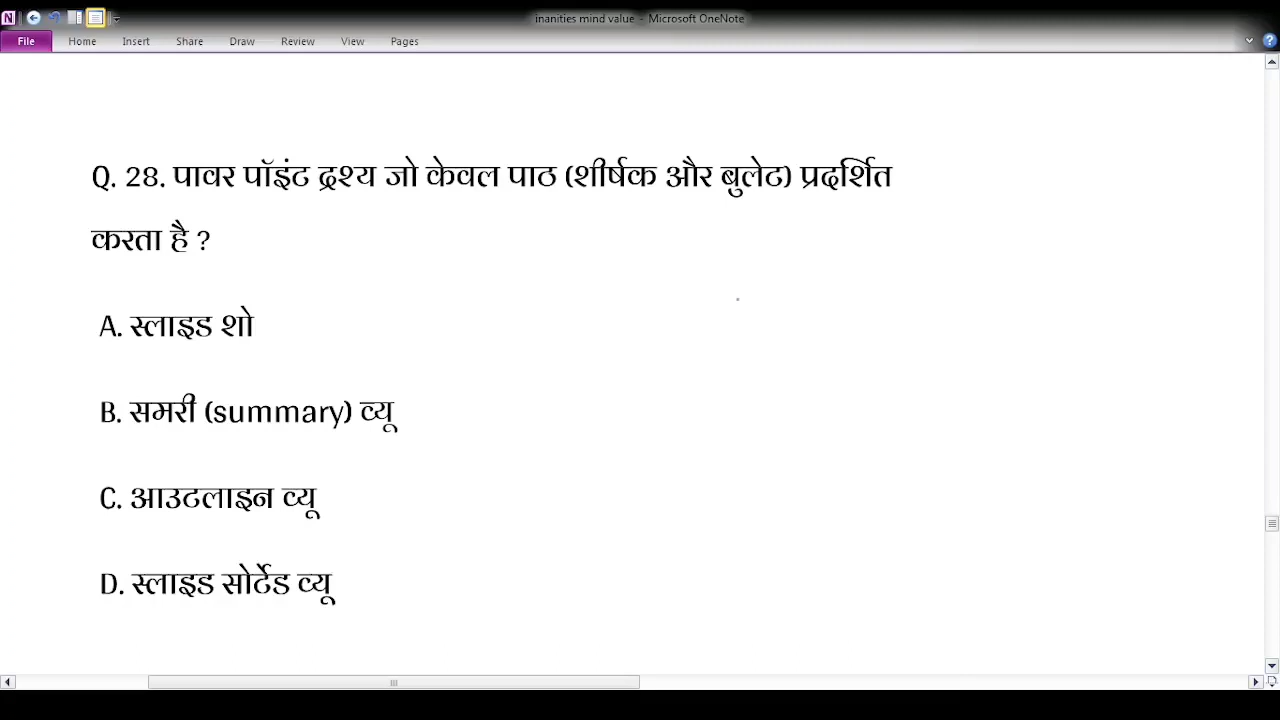 inanities mind value - Microsoft OneNote
File Home Insert Share Draw Review View Pages
Q. 28. पावर पॉइंट द्रश्य जो केवल पाठ (शीर्षक और बुलेट) प्रदर्शित
करता है ?
A. स्लाइड शो
B. समरी (summary) व्यू
C. आउटलाइन व्यू
D. स्लाइड सोर्टेड व्यू